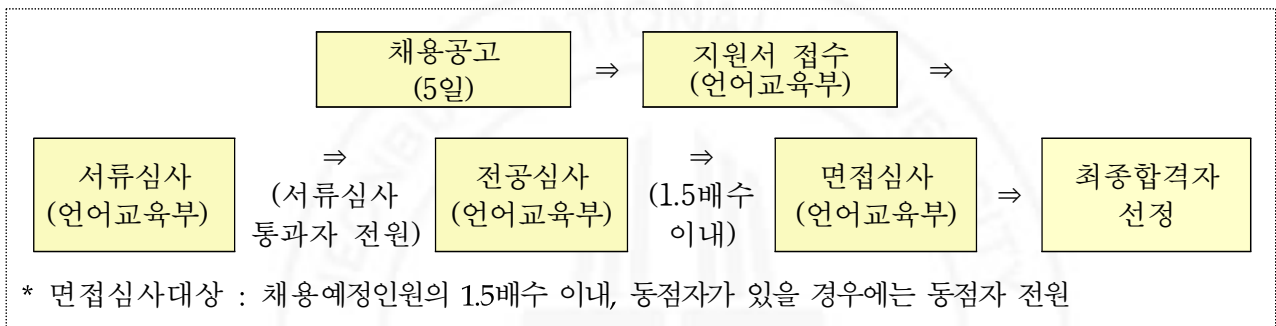 채용공고
(5일)
⇒
지원서 접수
(언어교육부)
⇒
서류심사
(언어교육부)
⇒
(서류심사
통과자 전원)
전공심사
(언어교육부)
⇒
(1.5배수
이내)
면접심사
(언어교육부)
⇒
최종합격자
선정
* 면접심사대상 : 채용예정인원의 1.5배수 이내, 동점자가 있을 경우에는 동점자 전원